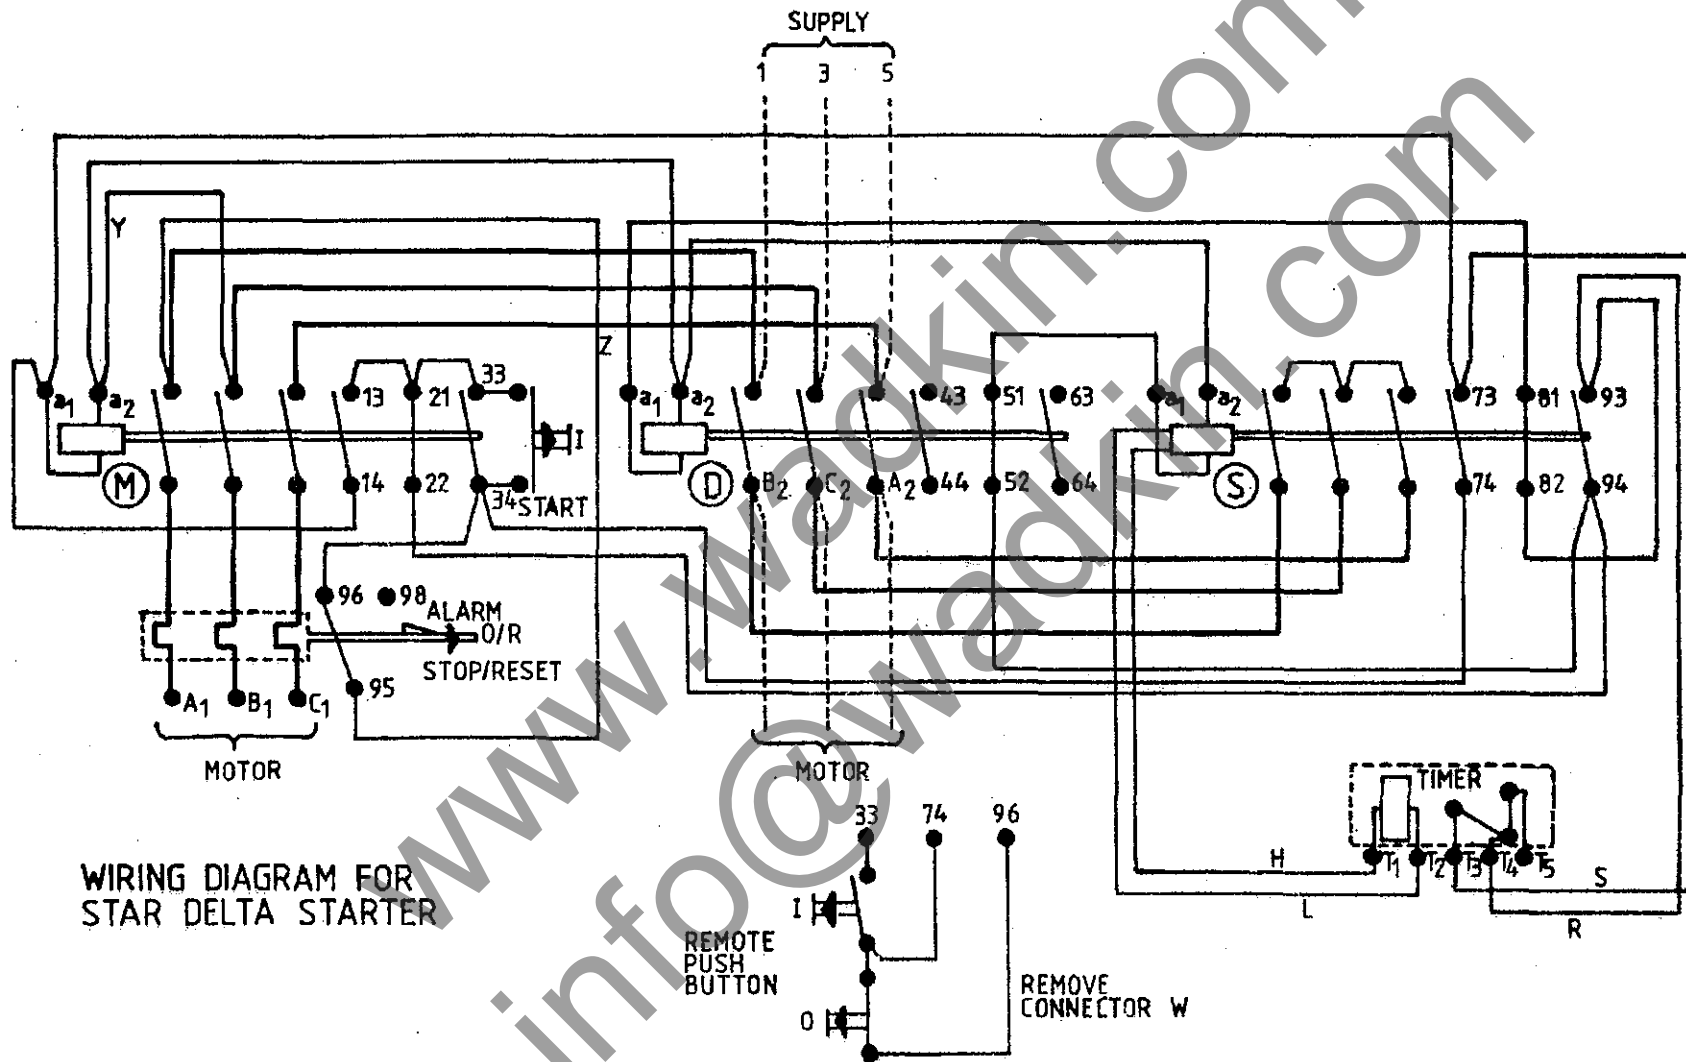 SUPPLY
1 3 5
Y
Z
a1 a2 13 21 33
a1 a2 43 51 63
a1 a2 73 81 93
I
M 14 22 34 START
D B2 C2 A2 44 52 64
S 74 82 94
96 98 ALARM
O/R
STOP/RESET
95
A1 B1 C1
MOTOR
MOTOR
TIMER
T1 T2 T3 T4 T5
H S
L R
33 74 96
WIRING DIAGRAM FOR
STAR DELTA STARTER
I
REMOTE
PUSH
BUTTON
O
REMOVE
CONNECTOR W
www.wadkin.com
info@wadkin.com